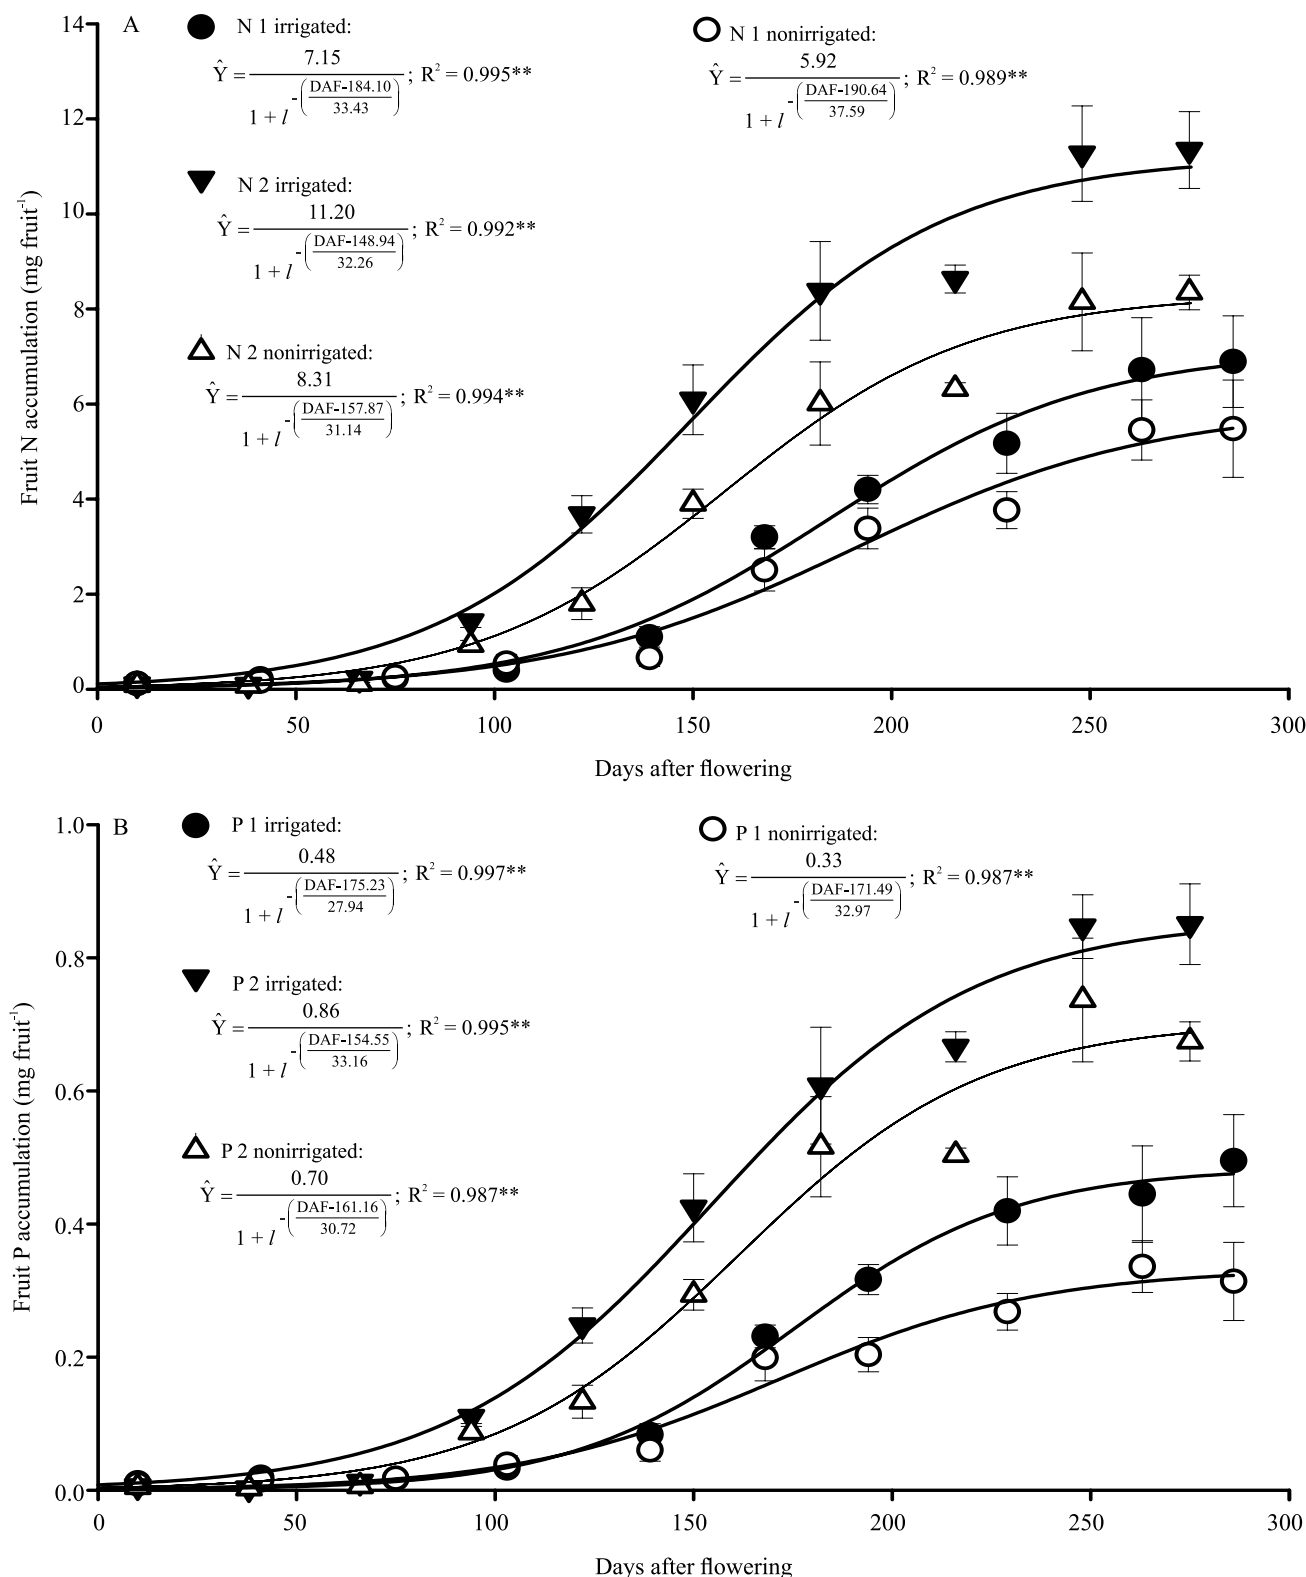 A
N 1 irrigated:
Ŷ = 7.15 / 1 + l^-((DAF-184.10)/33.43) ; R² = 0.995**
N 1 nonirrigated:
Ŷ = 5.92 / 1 + l^-((DAF-190.64)/37.59) ; R² = 0.989**
N 2 irrigated:
Ŷ = 11.20 / 1 + l^-((DAF-148.94)/32.26) ; R² = 0.992**
N 2 nonirrigated:
Ŷ = 8.31 / 1 + l^-((DAF-157.87)/31.14) ; R² = 0.994**
Fruit N accumulation (mg fruit⁻¹)
14
12
10
8
6
4
2
0
0 50 100 150 200 250 300
Days after flowering
B
P 1 irrigated:
Ŷ = 0.48 / 1 + l^-((DAF-175.23)/27.94) ; R² = 0.997**
P 1 nonirrigated:
Ŷ = 0.33 / 1 + l^-((DAF-171.49)/32.97) ; R² = 0.987**
P 2 irrigated:
Ŷ = 0.86 / 1 + l^-((DAF-154.55)/33.16) ; R² = 0.995**
P 2 nonirrigated:
Ŷ = 0.70 / 1 + l^-((DAF-161.16)/30.72) ; R² = 0.987**
Fruit P accumulation (mg fruit⁻¹)
1.0
0.8
0.6
0.4
0.2
0.0
0 50 100 150 200 250 300
Days after flowering